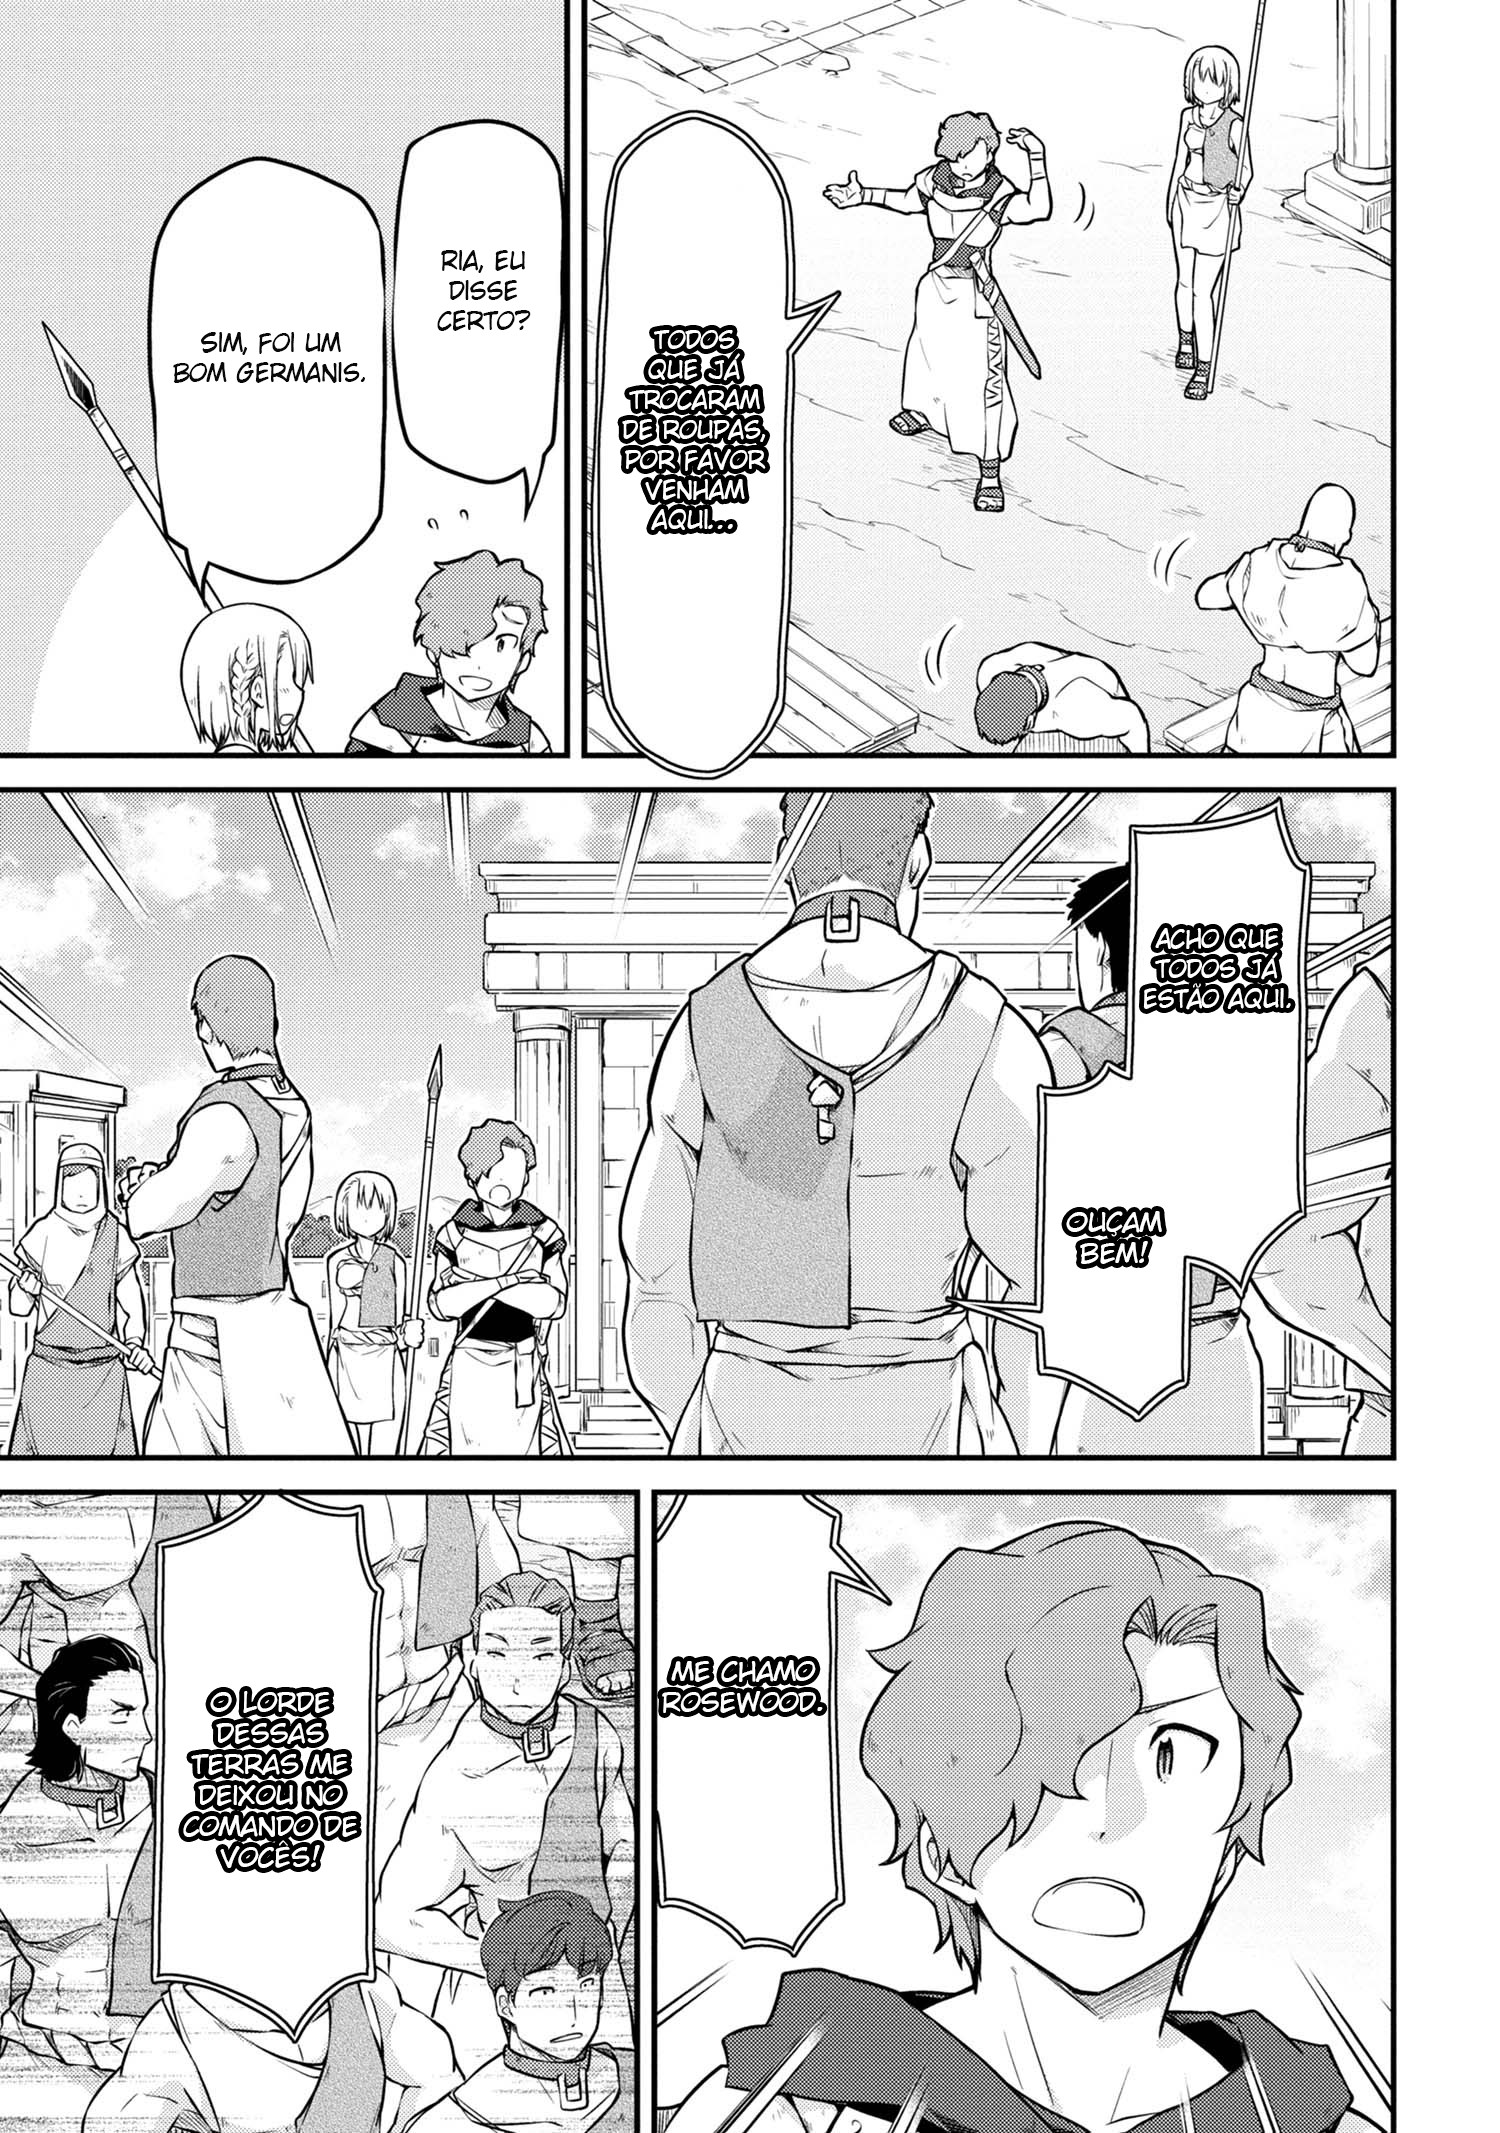 TODOS
QUE JÁ
TROCARAM
DE ROUPAS,
POR FAVOR
VENHAM
AQUI...
RIA, EU
DISSE
CERTO?
SIM, FOI UM
BOM GERMANIS.
ACHO QUE
TODOS JÁ
ESTÃO AQUI.
OUÇAM
BEM!
ME CHAMO
ROSEWOOD.
O LORDE
DESSAS
TERRAS ME
DEIXOU NO
COMANDO DE
VOCÊS!